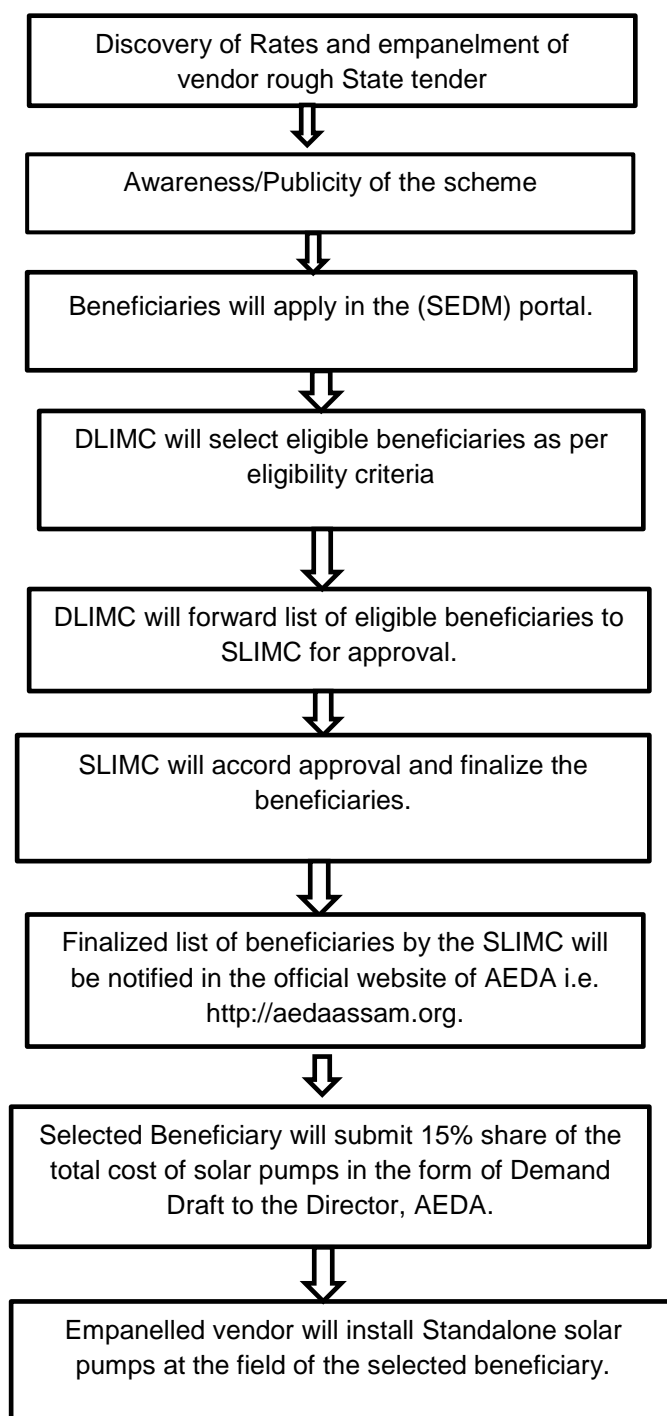 Discovery of Rates and empanelment of
vendor rough State tender
Awareness/Publicity of the scheme
Beneficiaries will apply in the (SEDM) portal.
DLIMC will select eligible beneficiaries as per
eligibility criteria
DLIMC will forward list of eligible beneficiaries to
SLIMC for approval.
SLIMC will accord approval and finalize the
beneficiaries.
Finalized list of beneficiaries by the SLIMC will
be notified in the official website of AEDA i.e.
http://aedaassam.org.
Selected Beneficiary will submit 15% share of the
total cost of solar pumps in the form of Demand
Draft to the Director, AEDA.
Empanelled vendor will install Standalone solar
pumps at the field of the selected beneficiary.